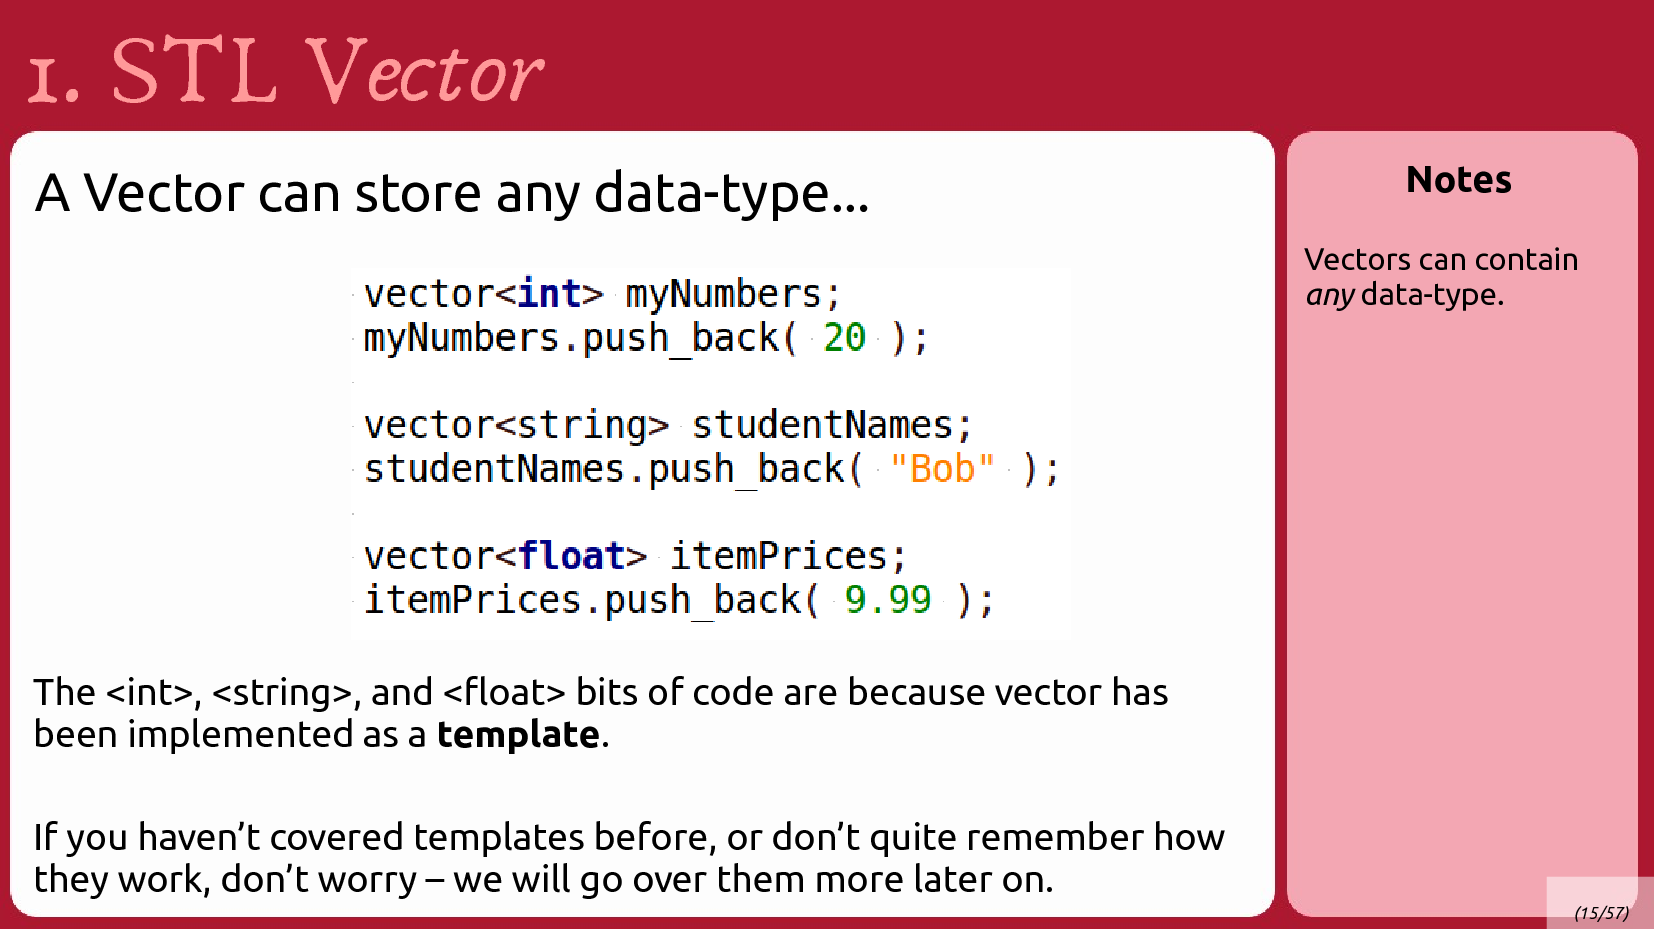 1. STL Vector
A Vector can store any data-type...
vector<int> myNumbers;
myNumbers.push_back( 20 );
vector<string> studentNames;
studentNames.push_back( "Bob" );
vector<float> itemPrices;
itemPrices.push_back( 9.99 );
The <int>, <string>, and <float> bits of code are because vector has
been implemented as a template.
If you haven’t covered templates before, or don’t quite remember how
they work, don’t worry – we will go over them more later on.
Notes
Vectors can contain
any data-type.
(15/57)